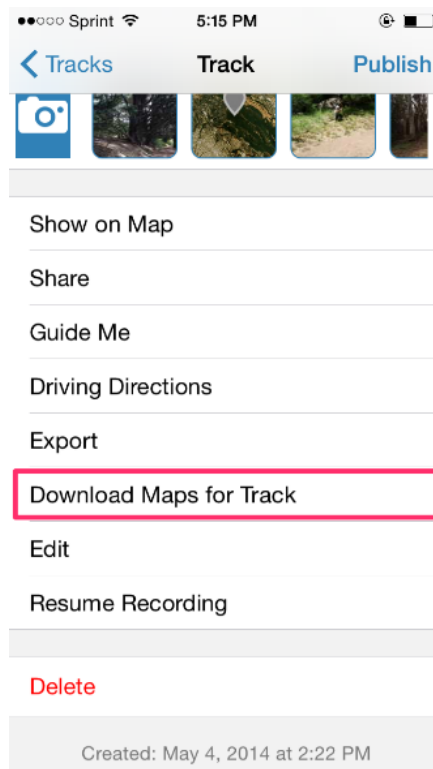 Sprint 5:15 PM
Tracks Track Publish
Show on Map
Share
Guide Me
Driving Directions
Export
Download Maps for Track
Edit
Resume Recording
Delete
Created: May 4, 2014 at 2:22 PM